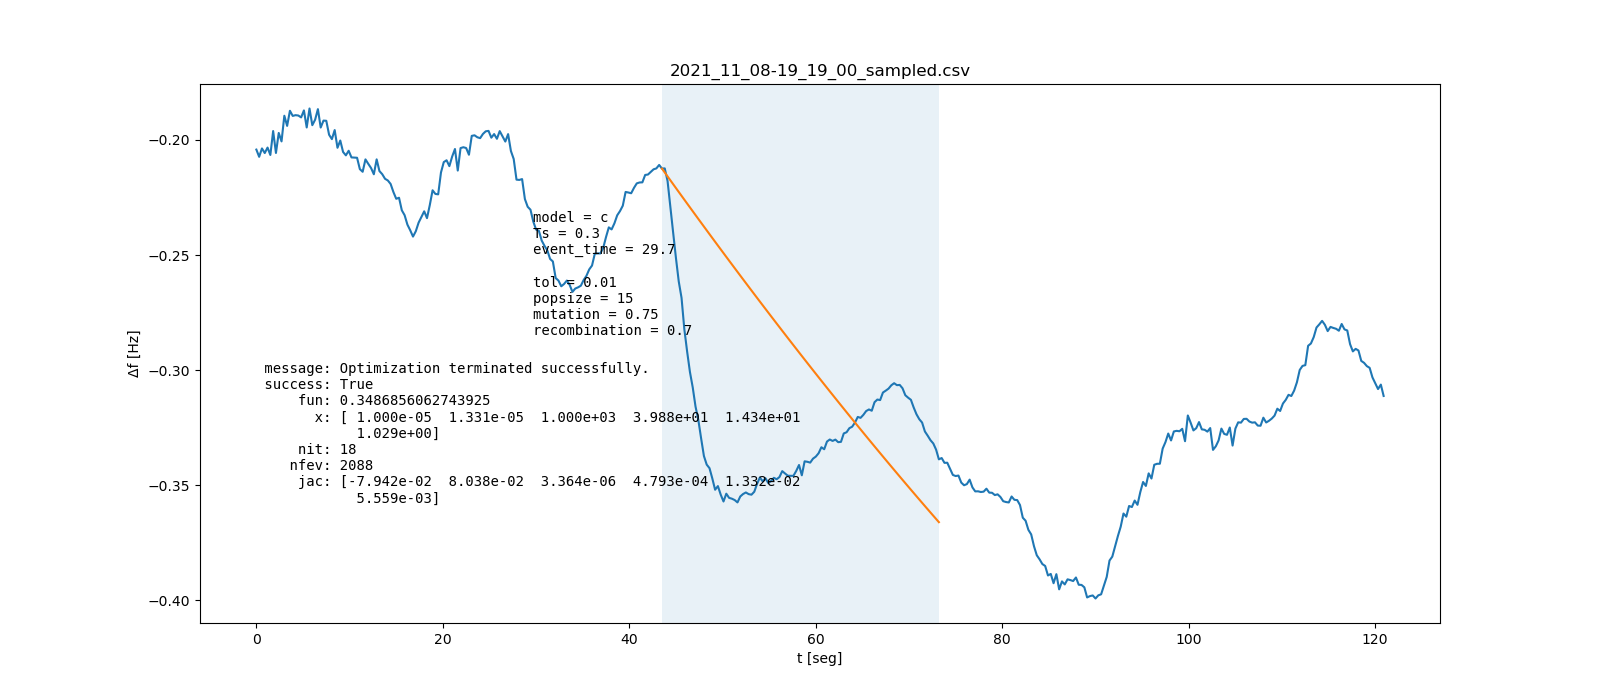 2021_11_08-19_19_00_sampled.csv
−0.20
−0.25
−0.30
−0.35
−0.40
Δf [Hz]
model = c
Ts = 0.3
event_time = 29.7
tol = 0.01
popsize = 15
mutation = 0.75
recombination = 0.7
message: Optimization terminated successfully.
success: True
fun: 0.3486856062743925
x: [ 1.000e-05  1.331e-05  1.000e+03  3.988e+01  1.434e+01
1.029e+00]
nit: 18
nfev: 2088
jac: [-7.942e-02  8.038e-02  3.364e-06  4.793e-04  1.332e-02
5.559e-03]
0 20 40 60 80 100 120
t [seg]